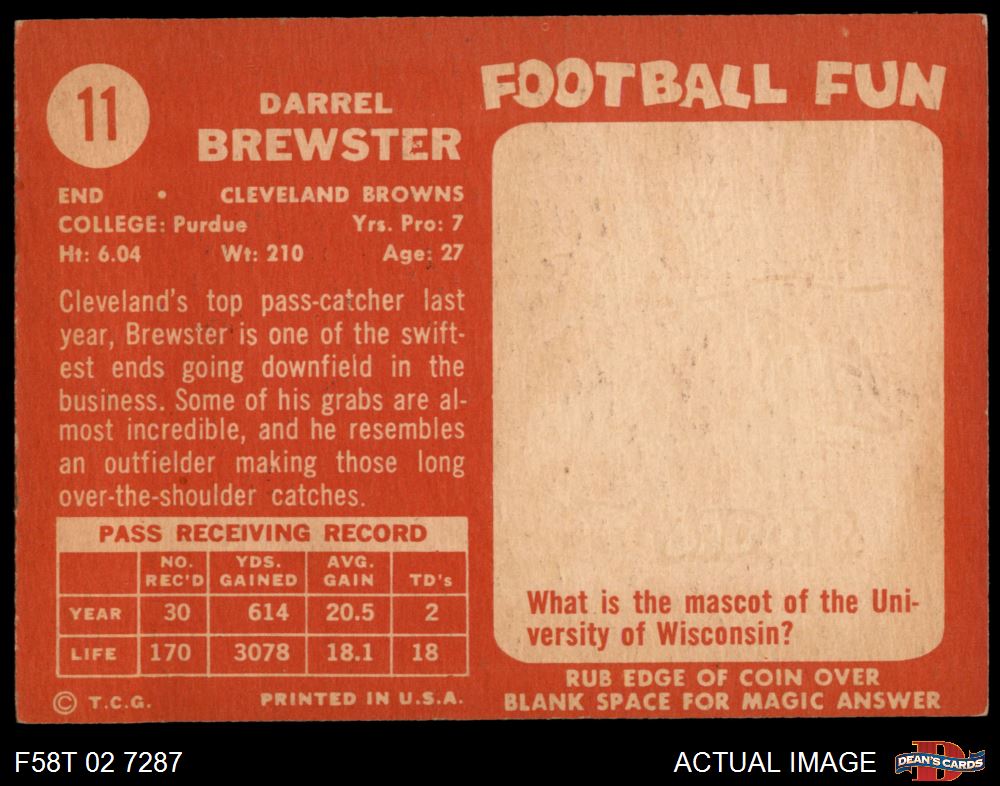 11
DARREL
BREWSTER
END • CLEVELAND BROWNS
COLLEGE: Purdue Yrs. Pro: 7
Ht: 6.04 Wt: 210 Age: 27
Cleveland's top pass-catcher last
year, Brewster is one of the swift-
est ends going downfield in the
business. Some of his grabs are al-
most incredible, and he resembles
an outfielder making those long
over-the-shoulder catches.
PASS RECEIVING RECORD
NO. REC'D YDS. GAINED AVG. GAIN TD's
YEAR 30 614 20.5 2
LIFE 170 3078 18.1 18
© T.C.G. PRINTED IN U.S.A.
FOOTBALL FUN
What is the mascot of the Uni-
versity of Wisconsin?
RUB EDGE OF COIN OVER
BLANK SPACE FOR MAGIC ANSWER
F58T 02 7287 ACTUAL IMAGE
D
DEAN'S CARDS